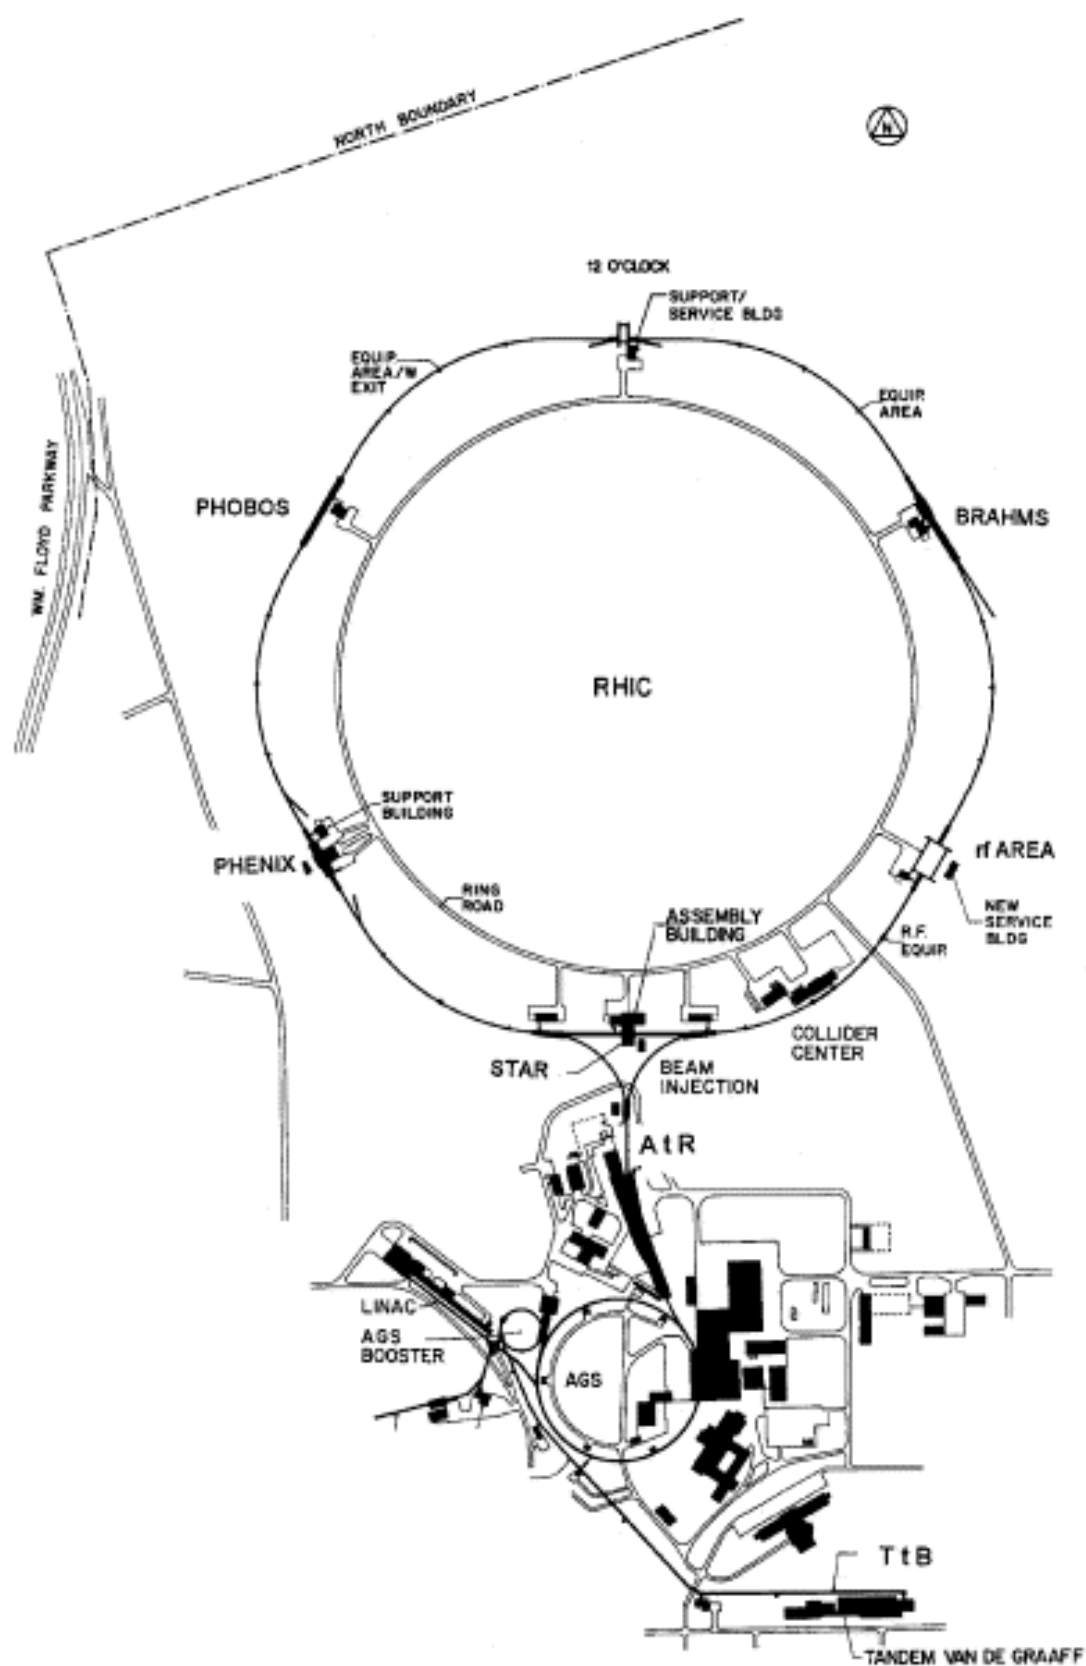 NORTH BOUNDARY
N
12 O'CLOCK
SUPPORT/
SERVICE BLDG
EQUIP.
AREA/W
EXIT
EQUIP.
AREA
WM. FLOYD PARKWAY
PHOBOS
BRAHMS
RHIC
SUPPORT
BUILDING
PHENIX
rf AREA
RING
ROAD
ASSEMBLY
BUILDING
NEW
SERVICE
BLDG
R.F.
EQUIP.
COLLIDER
CENTER
STAR
BEAM
INJECTION
AtR
LINAC
AGS
BOOSTER
AGS
TtB
TANDEM VAN DE GRAAFF